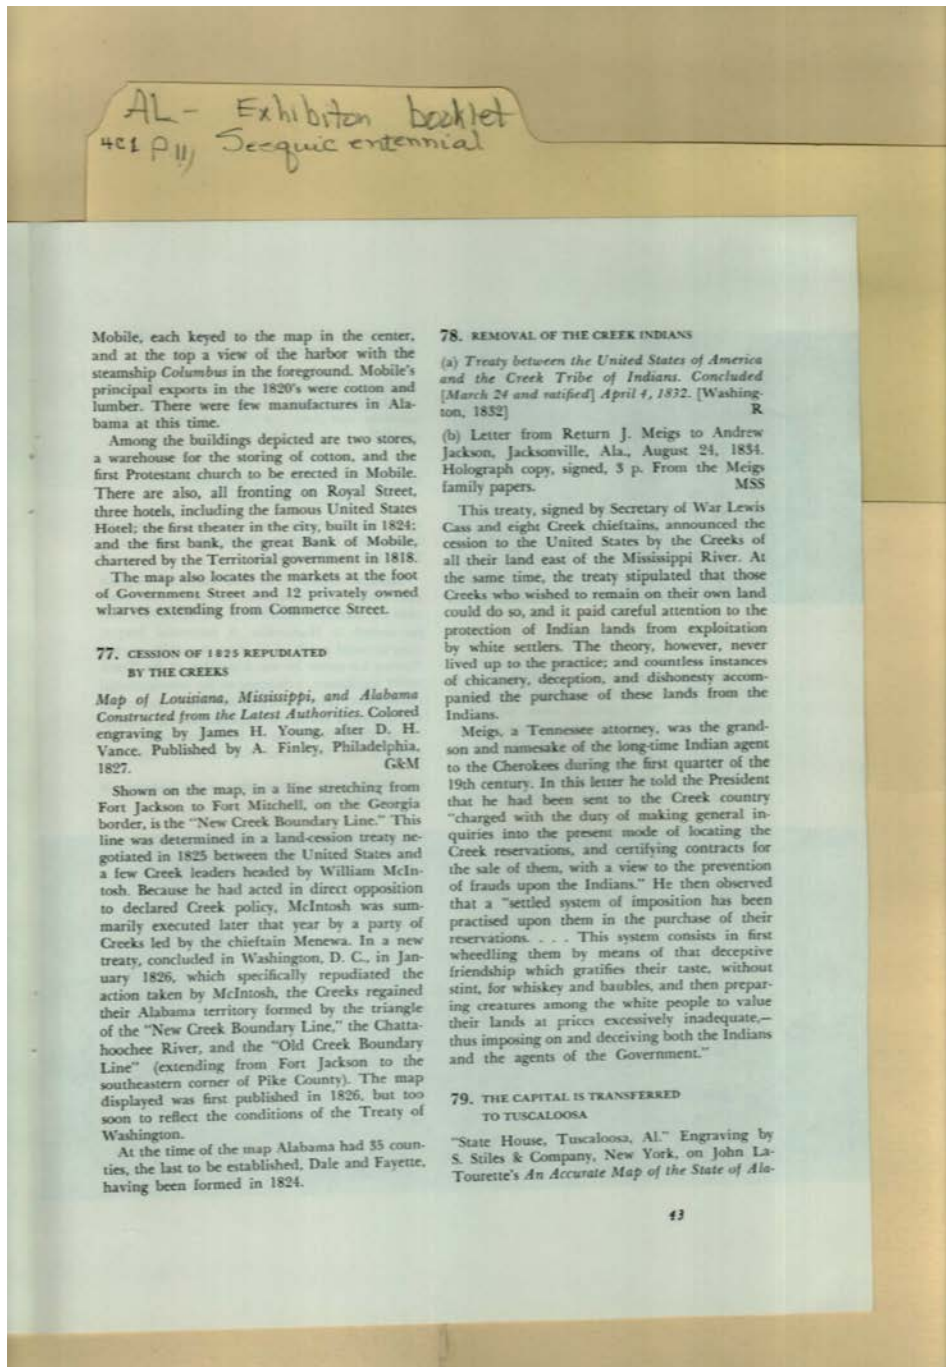 AL - Exhibiton booklet
4C1 P11, Seequicentennial
Mobile, each keyed to the map in the center,
and at the top a view of the harbor with the
steamship Columbus in the foreground. Mobile's
principal exports in the 1820's were cotton and
lumber. There were few manufactures in Ala-
bama at this time.
Among the buildings depicted are two stores,
a warehouse for the storing of cotton, and the
first Protestant church to be erected in Mobile.
There are also, all fronting on Royal Street,
three hotels, including the famous United States
Hotel; the first theater in the city, built in 1824;
and the first bank, the great Bank of Mobile,
chartered by the Territorial government in 1818.
The map also locates the markets at the foot
of Government Street and 12 privately owned
wharves extending from Commerce Street.
77. CESSION OF 1825 REPUDIATED
BY THE CREEKS
Map of Louisiana, Mississippi, and Alabama
Constructed from the Latest Authorities. Colored
engraving by James H. Young, after D. H.
Vance. Published by A. Finley, Philadelphia,
1827. G&M
Shown on the map, in a line stretching from
Fort Jackson to Fort Mitchell, on the Georgia
border, is the "New Creek Boundary Line." This
line was determined in a land-cession treaty ne-
gotiated in 1825 between the United States and
a few Creek leaders headed by William McIn-
tosh. Because he had acted in direct opposition
to declared Creek policy, McIntosh was sum-
marily executed later that year by a party of
Creeks led by the chieftain Menewa. In a new
treaty, concluded in Washington, D. C., in Jan-
uary 1826, which specifically repudiated the
action taken by McIntosh, the Creeks regained
their Alabama territory formed by the triangle
of the "New Creek Boundary Line," the Chatta-
hoochee River, and the "Old Creek Boundary
Line" (extending from Fort Jackson to the
southeastern corner of Pike County). The map
displayed was first published in 1826, but too
soon to reflect the conditions of the Treaty of
Washington.
At the time of the map Alabama had 35 coun-
ties, the last to be established, Dale and Fayette,
having been formed in 1824.
78. REMOVAL OF THE CREEK INDIANS
(a) Treaty between the United States of America
and the Creek Tribe of Indians. Concluded
[March 24 and ratified] April 4, 1832. [Washing-
ton, 1832] R
(b) Letter from Return J. Meigs to Andrew
Jackson, Jacksonville, Ala., August 24, 1834.
Holograph copy, signed, 3 p. From the Meigs
family papers. MSS
This treaty, signed by Secretary of War Lewis
Cass and eight Creek chieftains, announced the
cession to the United States by the Creeks of
all their land east of the Mississippi River. At
the same time, the treaty stipulated that those
Creeks who wished to remain on their own land
could do so, and it paid careful attention to the
protection of Indian lands from exploitation
by white settlers. The theory, however, never
lived up to the practice; and countless instances
of chicanery, deception, and dishonesty accom-
panied the purchase of these lands from the
Indians.
Meigs, a Tennessee attorney, was the grand-
son and namesake of the long-time Indian agent
to the Cherokees during the first quarter of the
19th century. In this letter he told the President
that he had been sent to the Creek country
"charged with the duty of making general in-
quiries into the present mode of locating the
Creek reservations, and certifying contracts for
the sale of them, with a view to the prevention
of frauds upon the Indians." He then observed
that a "settled system of imposition has been
practised upon them in the purchase of their
reservations. . . . This system consists in first
wheedling them by means of that deceptive
friendship which gratifies their taste, without
stint, for whiskey and baubles, and then prepar-
ing creatures among the white people to value
their lands at prices excessively inadequate,—
thus imposing on and deceiving both the Indians
and the agents of the Government."
79. THE CAPITAL IS TRANSFERRED
TO TUSCALOOSA
"State House, Tuscaloosa, Al." Engraving by
S. Stiles & Company, New York, on John La-
Tourette's An Accurate Map of the State of Ala-
43